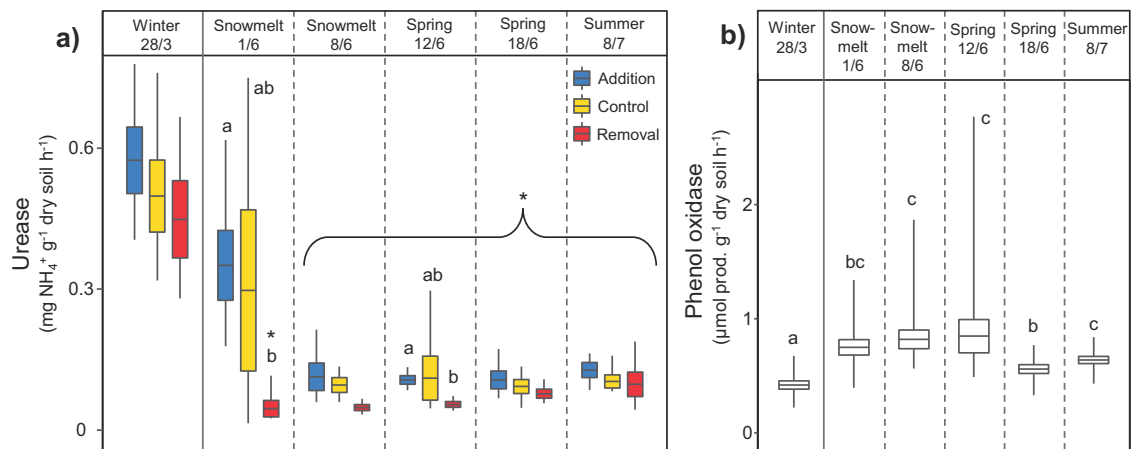 a)
Winter
28/3
Snowmelt
1/6
Snowmelt
8/6
Spring
12/6
Spring
18/6
Summer
8/7
Addition
Control
Removal
Urease
(mg NH₄⁺ g⁻¹ dry soil h⁻¹)
0.6
0.3
0
a
ab
*
b
*
a
ab
b
b)
Winter
28/3
Snow-
melt
1/6
Snow-
melt
8/6
Spring
12/6
Spring
18/6
Summer
8/7
Phenol oxidase
(µmol prod. g⁻¹ dry soil h⁻¹)
2
1
0
a
bc
c
c
b
c